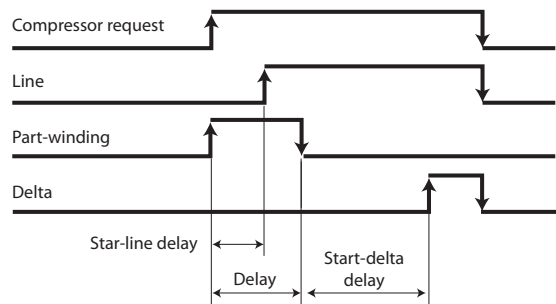 Compressor request
Line
Part-winding
Delta
Star-line delay
Delay
Start-delta
delay